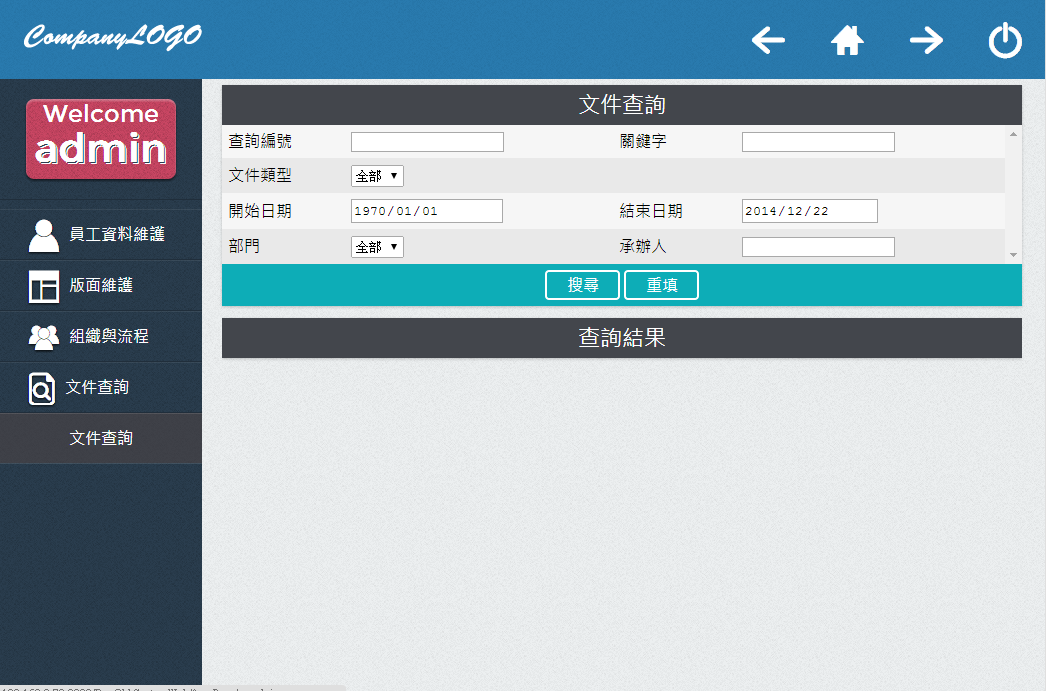 CompanyLOGO
Welcome
admin
員工資料維護
版面維護
組織與流程
文件查詢
文件查詢
文件查詢
查詢編號 關鍵字
文件類型 全部
開始日期 1970/01/01 結束日期 2014/12/22
部門 全部 承辦人
搜尋 重填
查詢結果